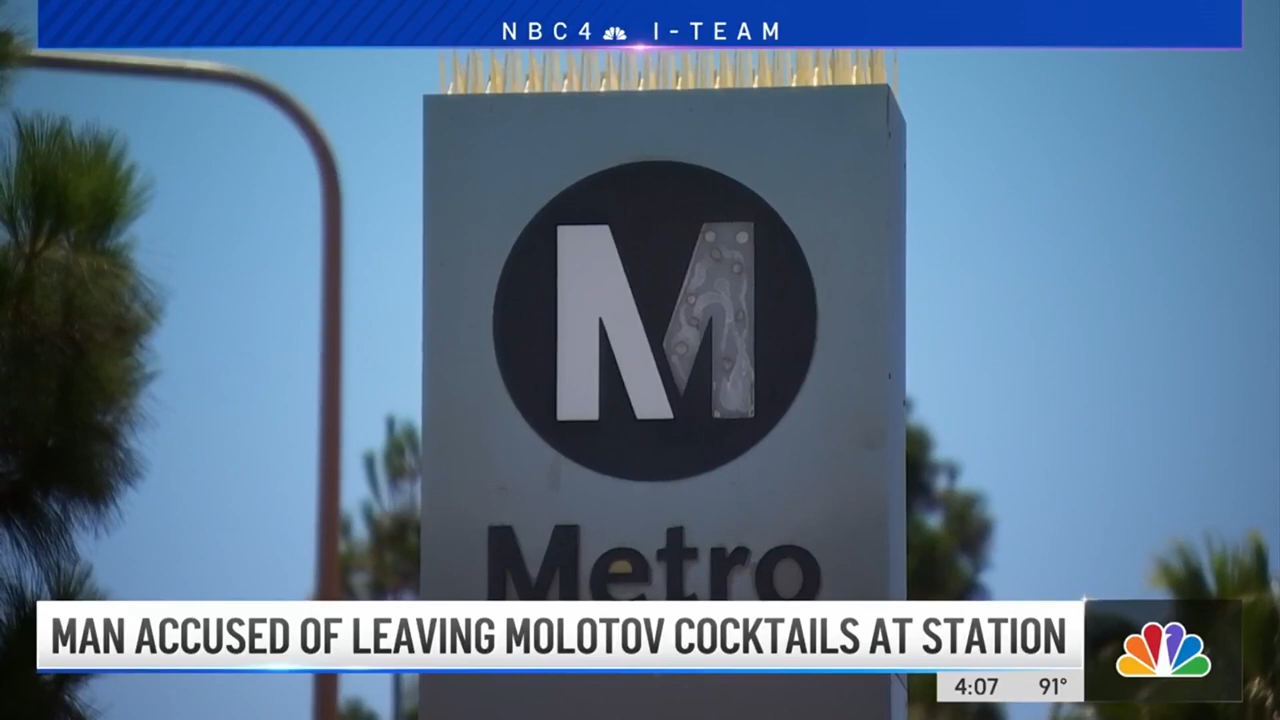 NBC4 I-TEAM
M
Metro
MAN ACCUSED OF LEAVING MOLOTOV COCKTAILS AT STATION
4:07 91°